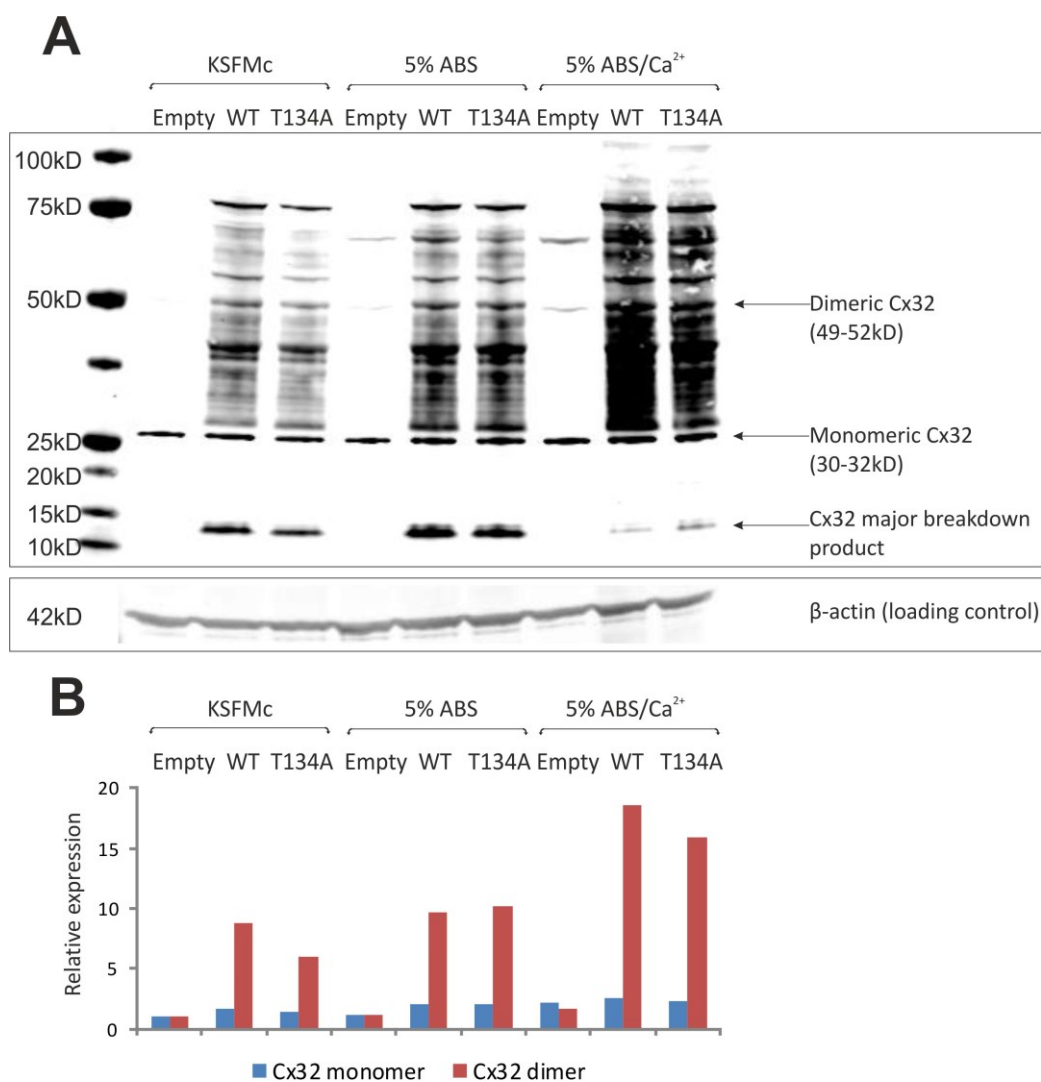 A
KSFMc 5% ABS 5% ABS/Ca²⁺
Empty WT T134A Empty WT T134A Empty WT T134A
100kD
75kD
50kD
Dimeric Cx32
(49-52kD)
25kD
Monomeric Cx32
(30-32kD)
20kD
15kD
Cx32 major breakdown
product
10kD
42kD β-actin (loading control)
B
KSFMc 5% ABS 5% ABS/Ca²⁺
Empty WT T134A Empty WT T134A Empty WT T134A
Relative expression
20
15
10
5
0
Cx32 monomer Cx32 dimer